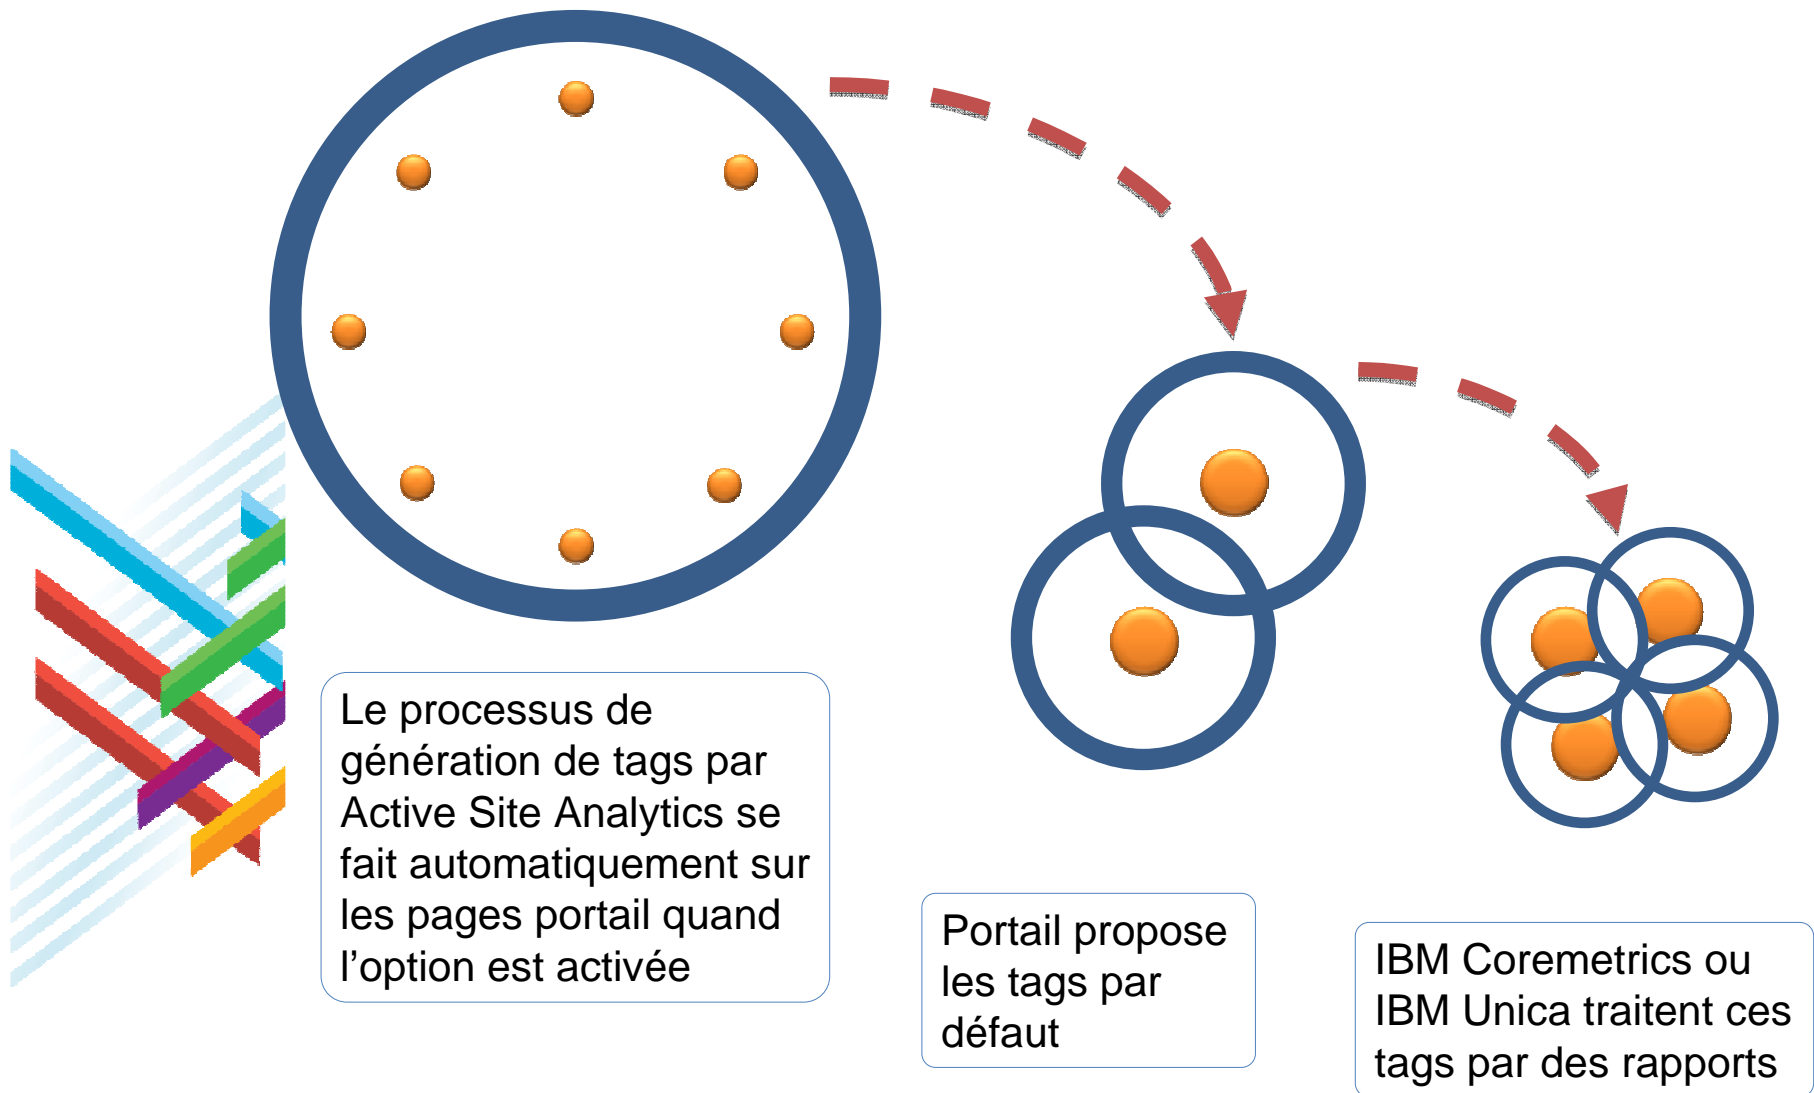 Le processus de
génération de tags par
Active Site Analytics se
fait automatiquement sur
les pages portail quand
l’option est activée
Portail propose
les tags par
défaut
IBM Coremetrics ou
IBM Unica traitent ces
tags par des rapports